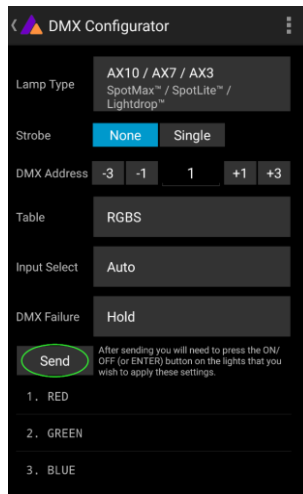 DMX Configurator
Lamp Type
AX10 / AX7 / AX3
SpotMax™ / SpotLite™ /
Lightdrop™
Strobe
None
Single
DMX Address
-3
-1
1
+1
+3
Table
RGBS
Input Select
Auto
DMX Failure
Hold
Send
After sending you will need to press the ON/
OFF (or ENTER) button on the lights that you
wish to apply these settings.
1. RED
2. GREEN
3. BLUE